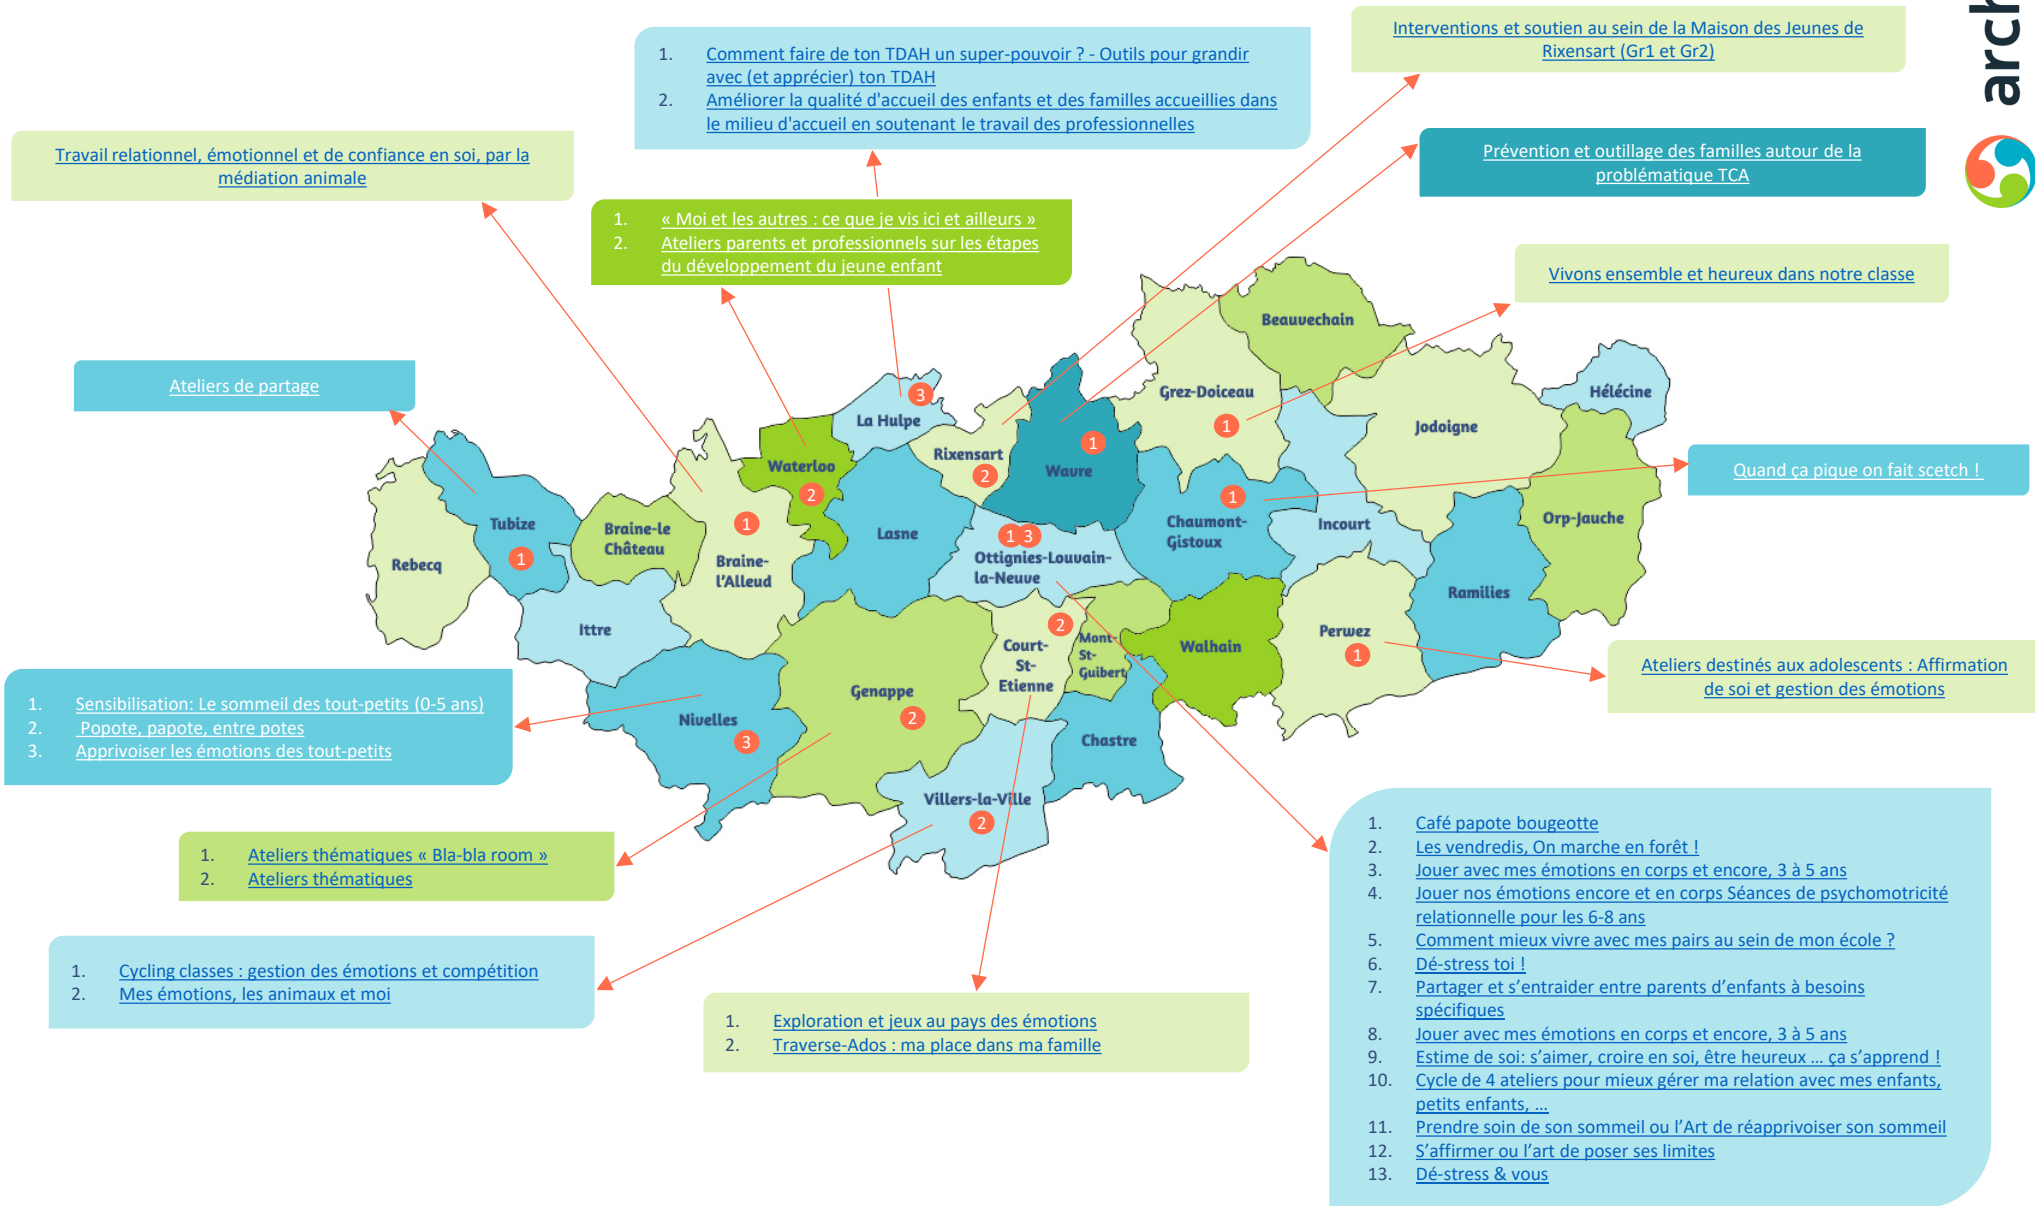 arch
1. Comment faire de ton TDAH un super-pouvoir ? - Outils pour grandir
avec (et apprécier) ton TDAH
2. Améliorer la qualité d'accueil des enfants et des familles accueillies dans
le milieu d'accueil en soutenant le travail des professionnelles
Interventions et soutien au sein de la Maison des Jeunes de
Rixensart (Gr1 et Gr2)
Travail relationnel, émotionnel et de confiance en soi, par la
médiation animale
Prévention et outillage des familles autour de la
problématique TCA
1. « Moi et les autres : ce que je vis ici et ailleurs »
2. Ateliers parents et professionnels sur les étapes
du développement du jeune enfant
Vivons ensemble et heureux dans notre classe
Ateliers de partage
Beauvechain
Grez-Doiceau
1
Hélécine
La Hulpe
3
Jodoigne
Rixensart
2
Wavre
1
Waterloo
2
Quand ça pique on fait scetch !
Tubize
1
Braine-le
Château
Braine-
l'Alleud
1
Lasne
1 3
Ottignies-Louvain-
la-Neuve
1
Chaumont-
Gistoux
Incourt
Orp-Jauche
Rebecq
Ramilies
Ittre
Court-
St-
Etienne
2
Mont-
St-
Guibert
Walhain
Perwez
1
Genappe
2
Nivelles
3
Chastre
Villers-la-Ville
2
Ateliers destinés aux adolescents : Affirmation
de soi et gestion des émotions
1. Sensibilisation: Le sommeil des tout-petits (0-5 ans)
2. Popote, papote, entre potes
3. Apprivoiser les émotions des tout-petits
1. Ateliers thématiques « Bla-bla room »
2. Ateliers thématiques
1. Cycling classes : gestion des émotions et compétition
2. Mes émotions, les animaux et moi
1. Exploration et jeux au pays des émotions
2. Traverse-Ados : ma place dans ma famille
1. Café papote bougeotte
2. Les vendredis, On marche en forêt !
3. Jouer avec mes émotions en corps et encore, 3 à 5 ans
4. Jouer nos émotions encore et en corps Séances de psychomotricité
relationnelle pour les 6-8 ans
5. Comment mieux vivre avec mes pairs au sein de mon école ?
6. Dé-stress toi !
7. Partager et s'entraider entre parents d'enfants à besoins
spécifiques
8. Jouer avec mes émotions en corps et encore, 3 à 5 ans
9. Estime de soi: s'aimer, croire en soi, être heureux … ça s'apprend !
10. Cycle de 4 ateliers pour mieux gérer ma relation avec mes enfants,
petits enfants, …
11. Prendre soin de son sommeil ou l'Art de réapprivoiser son sommeil
12. S'affirmer ou l'art de poser ses limites
13. Dé-stress & vous